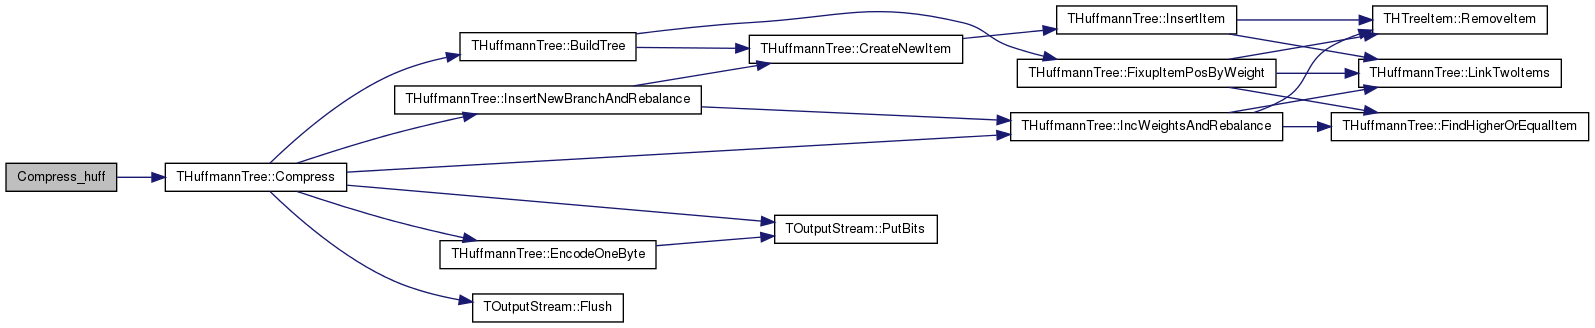 Compress_huff
THuffmannTree::Compress
THuffmannTree::BuildTree
THuffmannTree::InsertNewBranchAndRebalance
THuffmannTree::EncodeOneByte
TOutputStream::Flush
THuffmannTree::CreateNewItem
TOutputStream::PutBits
THuffmannTree::InsertItem
THuffmannTree::FixupItemPosByWeight
THuffmannTree::IncWeightsAndRebalance
THTreeItem::RemoveItem
THuffmannTree::LinkTwoItems
THuffmannTree::FindHigherOrEqualItem